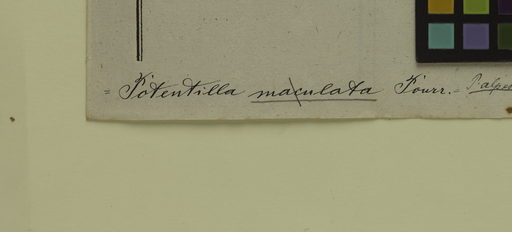 = Potentilla maculata Pourr. =